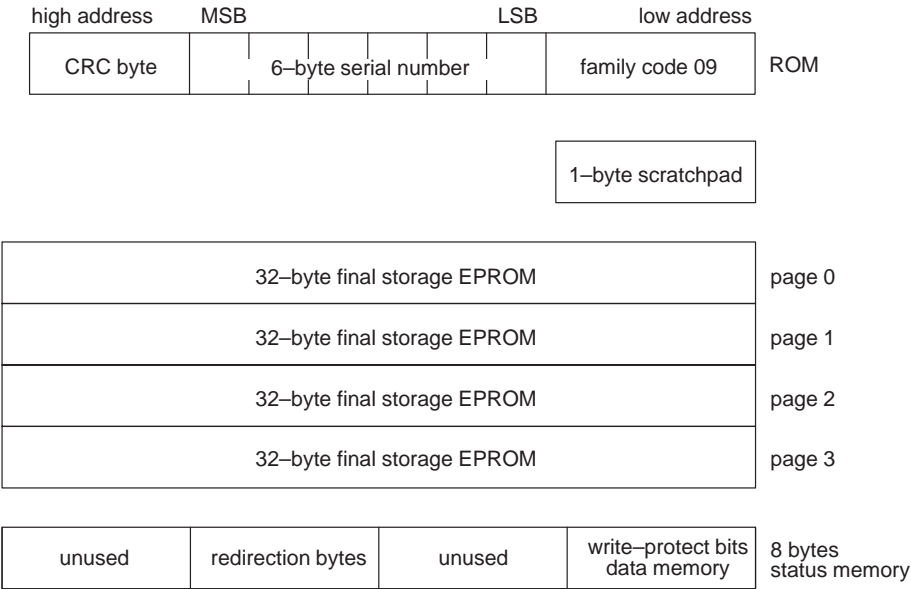 high address MSB LSB low address
CRC byte 6–byte serial number family code 09 ROM
1–byte scratchpad
32–byte final storage EPROM page 0
32–byte final storage EPROM page 1
32–byte final storage EPROM page 2
32–byte final storage EPROM page 3
unused redirection bytes unused write–protect bits data memory 8 bytes status memory